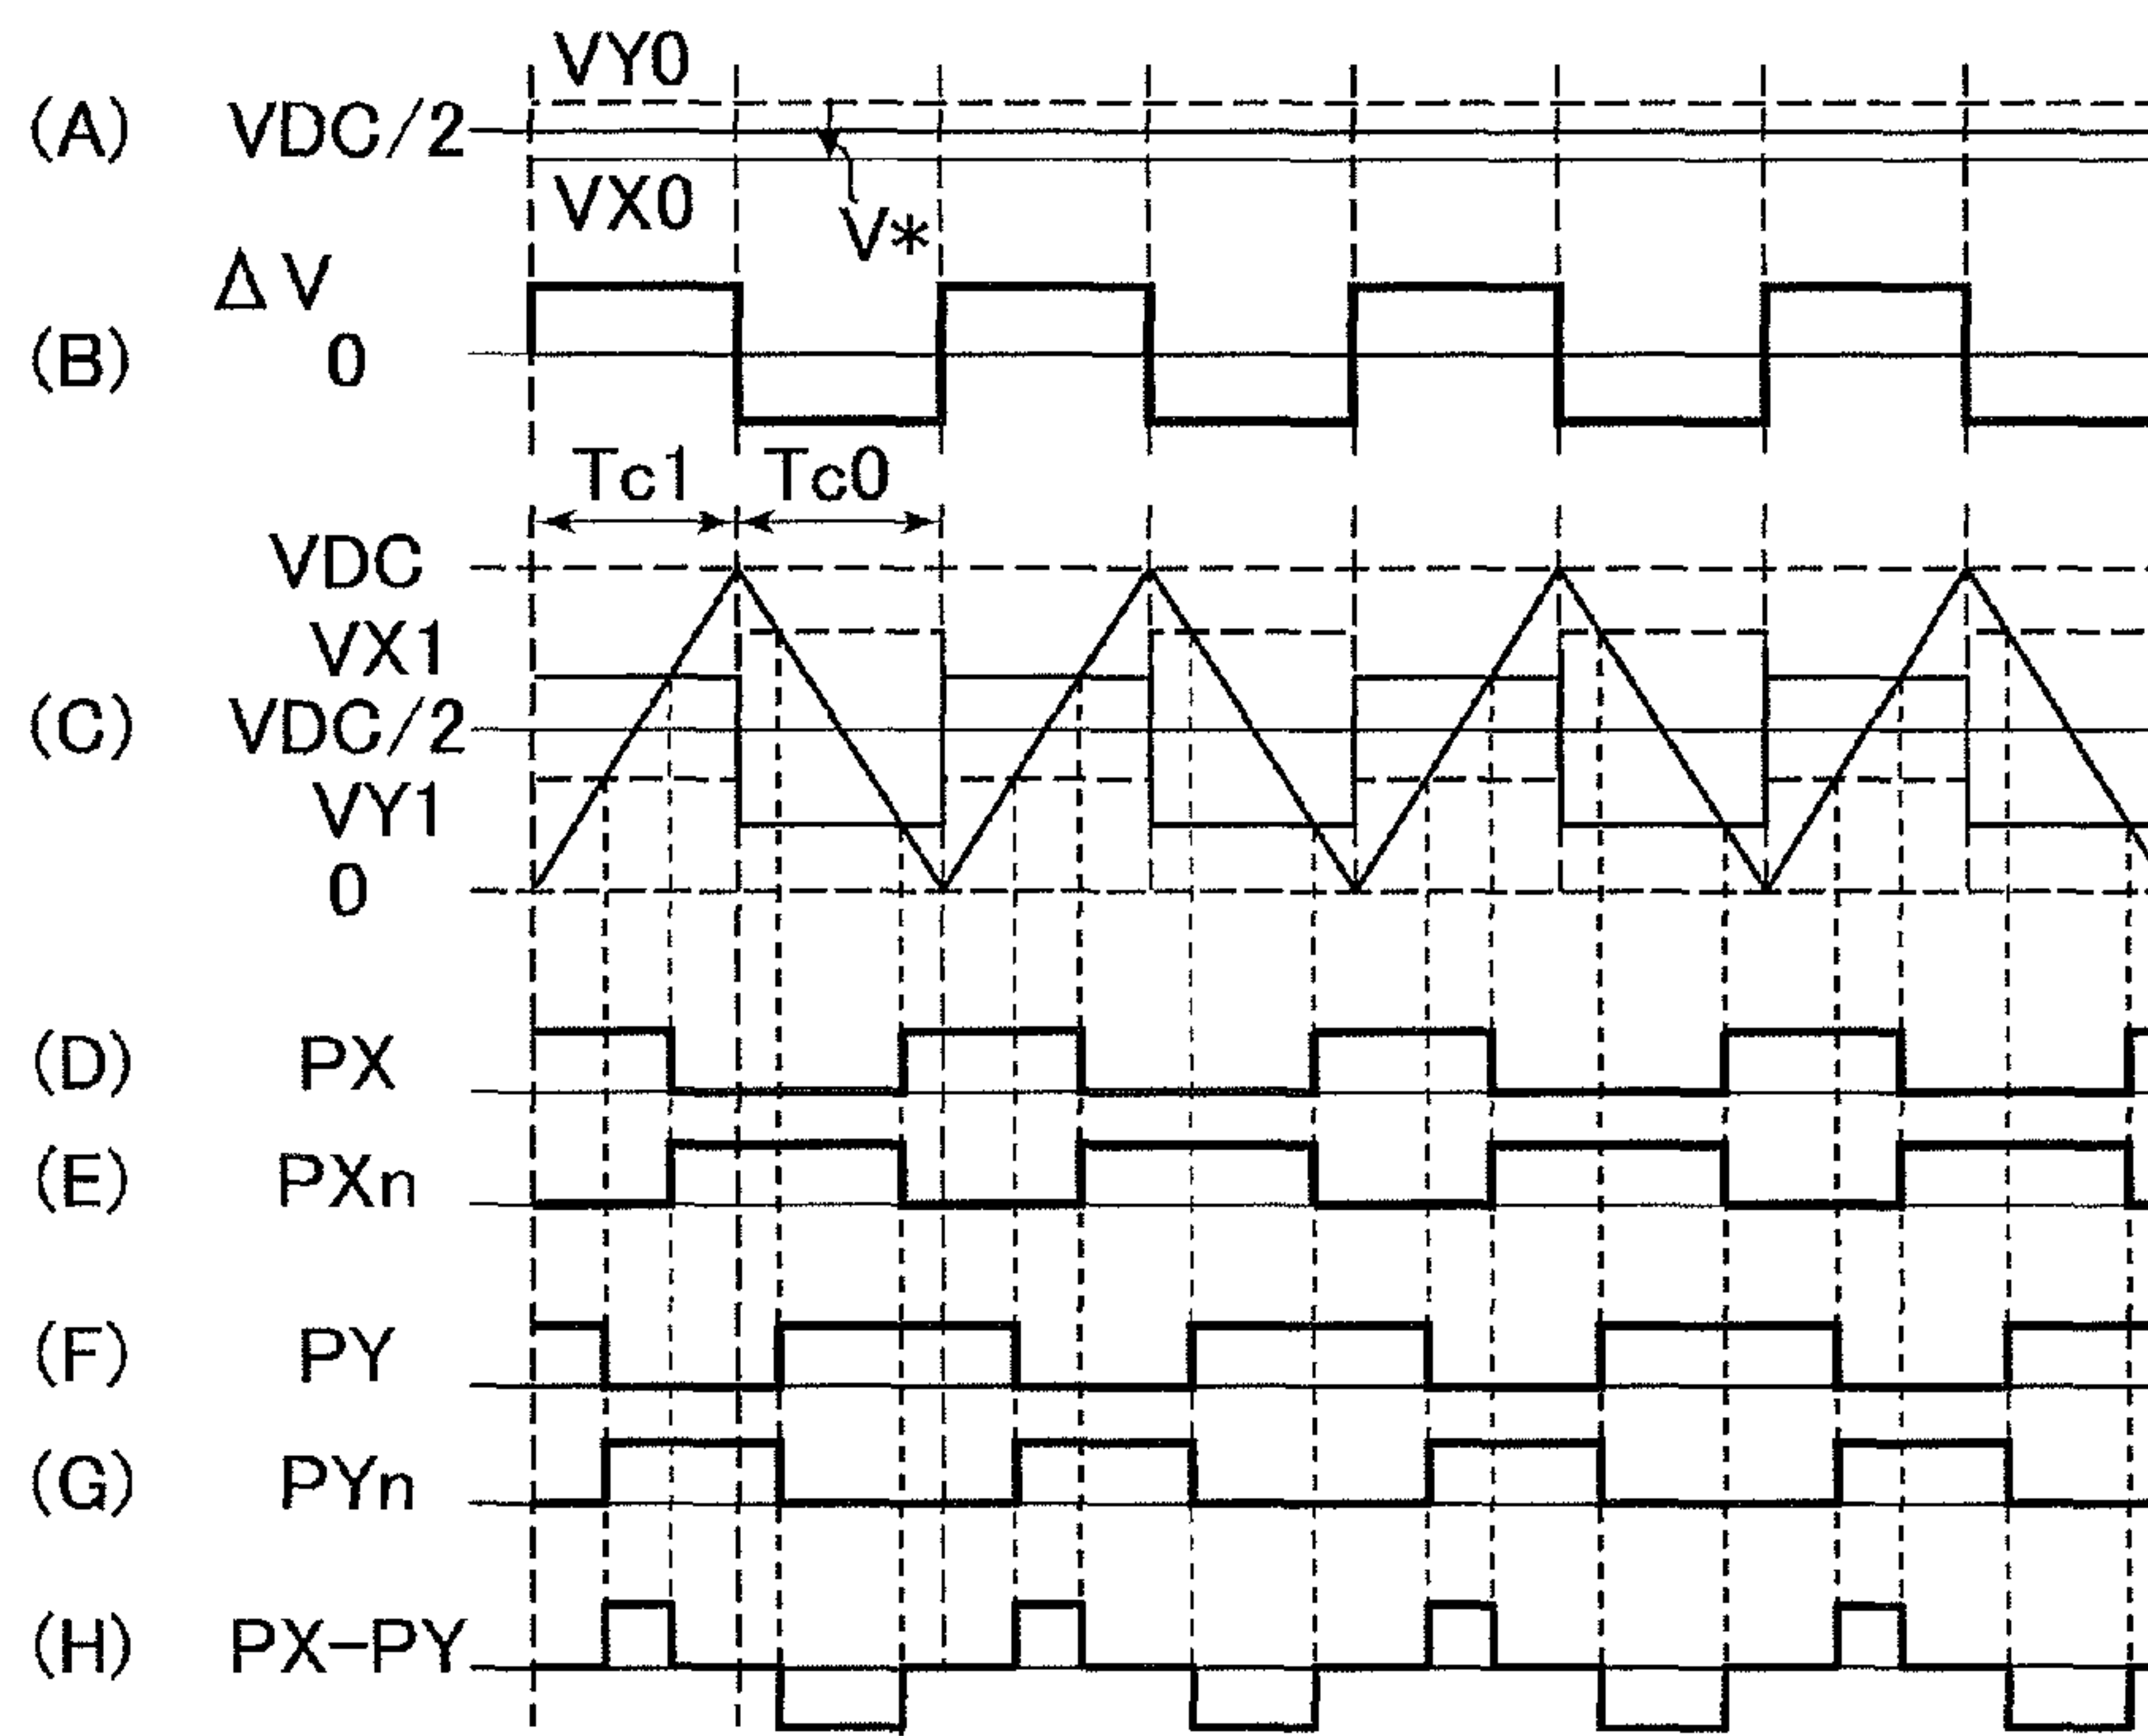 VY0
(A) VDC/2
VX0
V*
ΔV
(B) 0
Tc1 Tc0
VDC
VX1
(C) VDC/2
VY1
0
(D) PX
(E) PXn
(F) PY
(G) PYn
(H) PX-PY